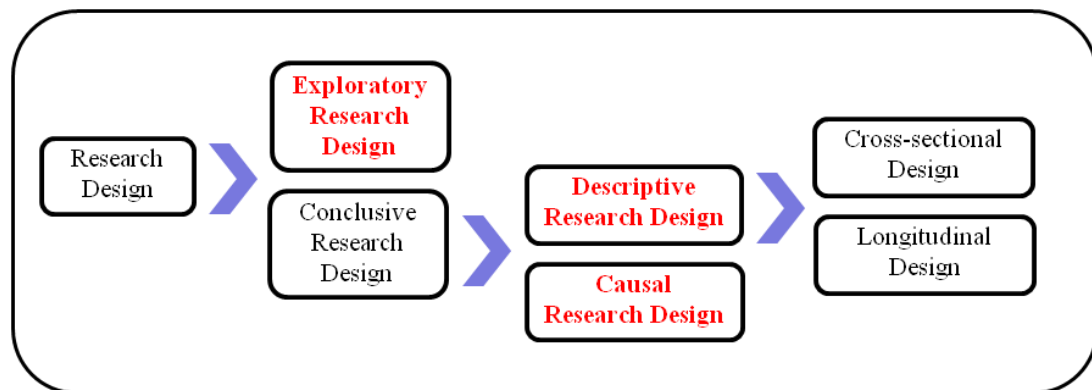 Research
Design
Exploratory
Research
Design
Conclusive
Research
Design
Descriptive
Research Design
Causal
Research Design
Cross-sectional
Design
Longitudinal
Design